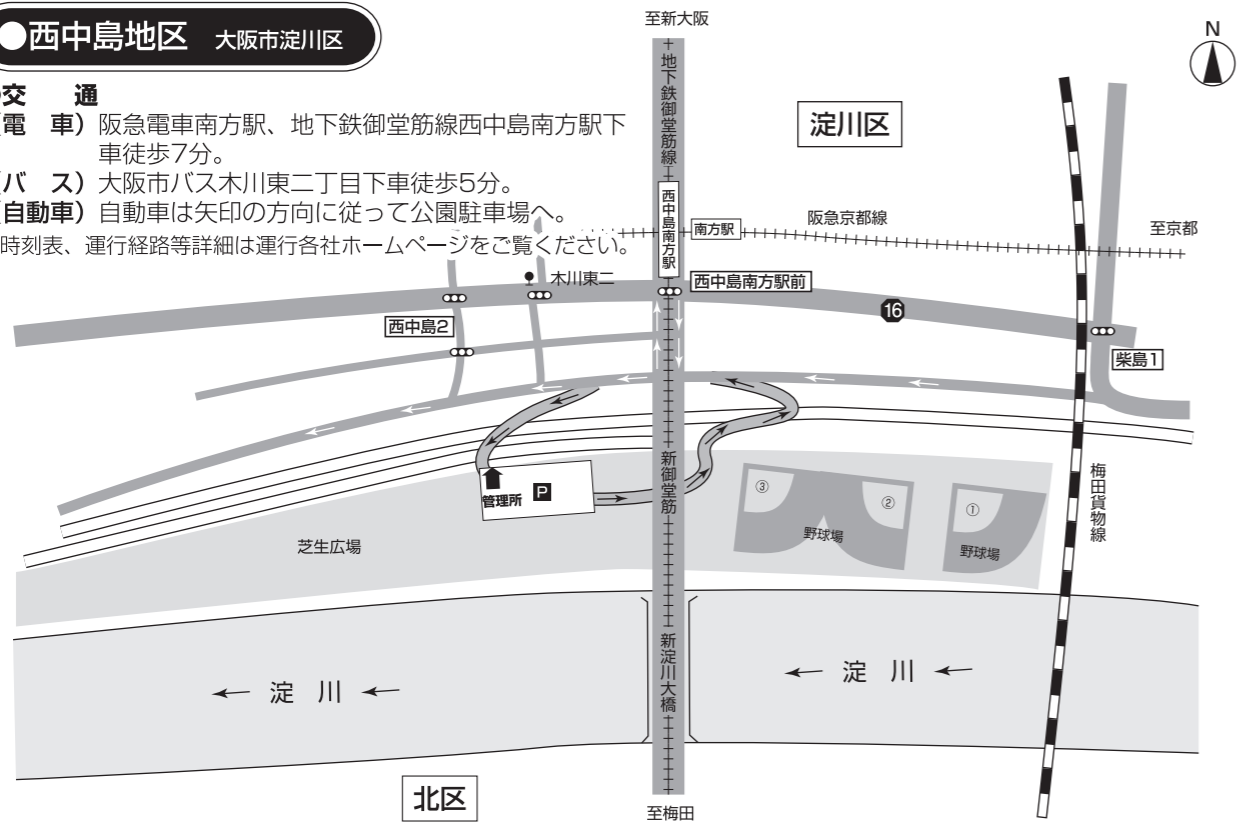 ●西中島地区 大阪市淀川区
交 通
電 車）阪急電車南方駅、地下鉄御堂筋線西中島南方駅下
車徒歩7分。
バ ス）大阪市バス木川東二丁目下車徒歩5分。
自動車）自動車は矢印の方向に従って公園駐車場へ。
時刻表、運行経路等詳細は運行各社ホームページをご覧ください。
至新大阪
N
地下鉄御堂筋線
淀川区
西中島南方駅
南方駅
阪急京都線
至京都
木川東二
西中島南方駅前
16
西中島2
柴島1
新御堂筋
梅田貨物線
管理所
P
③
②
①
野球場
野球場
芝生広場
新淀川大橋
淀 川
淀 川
北区
至梅田